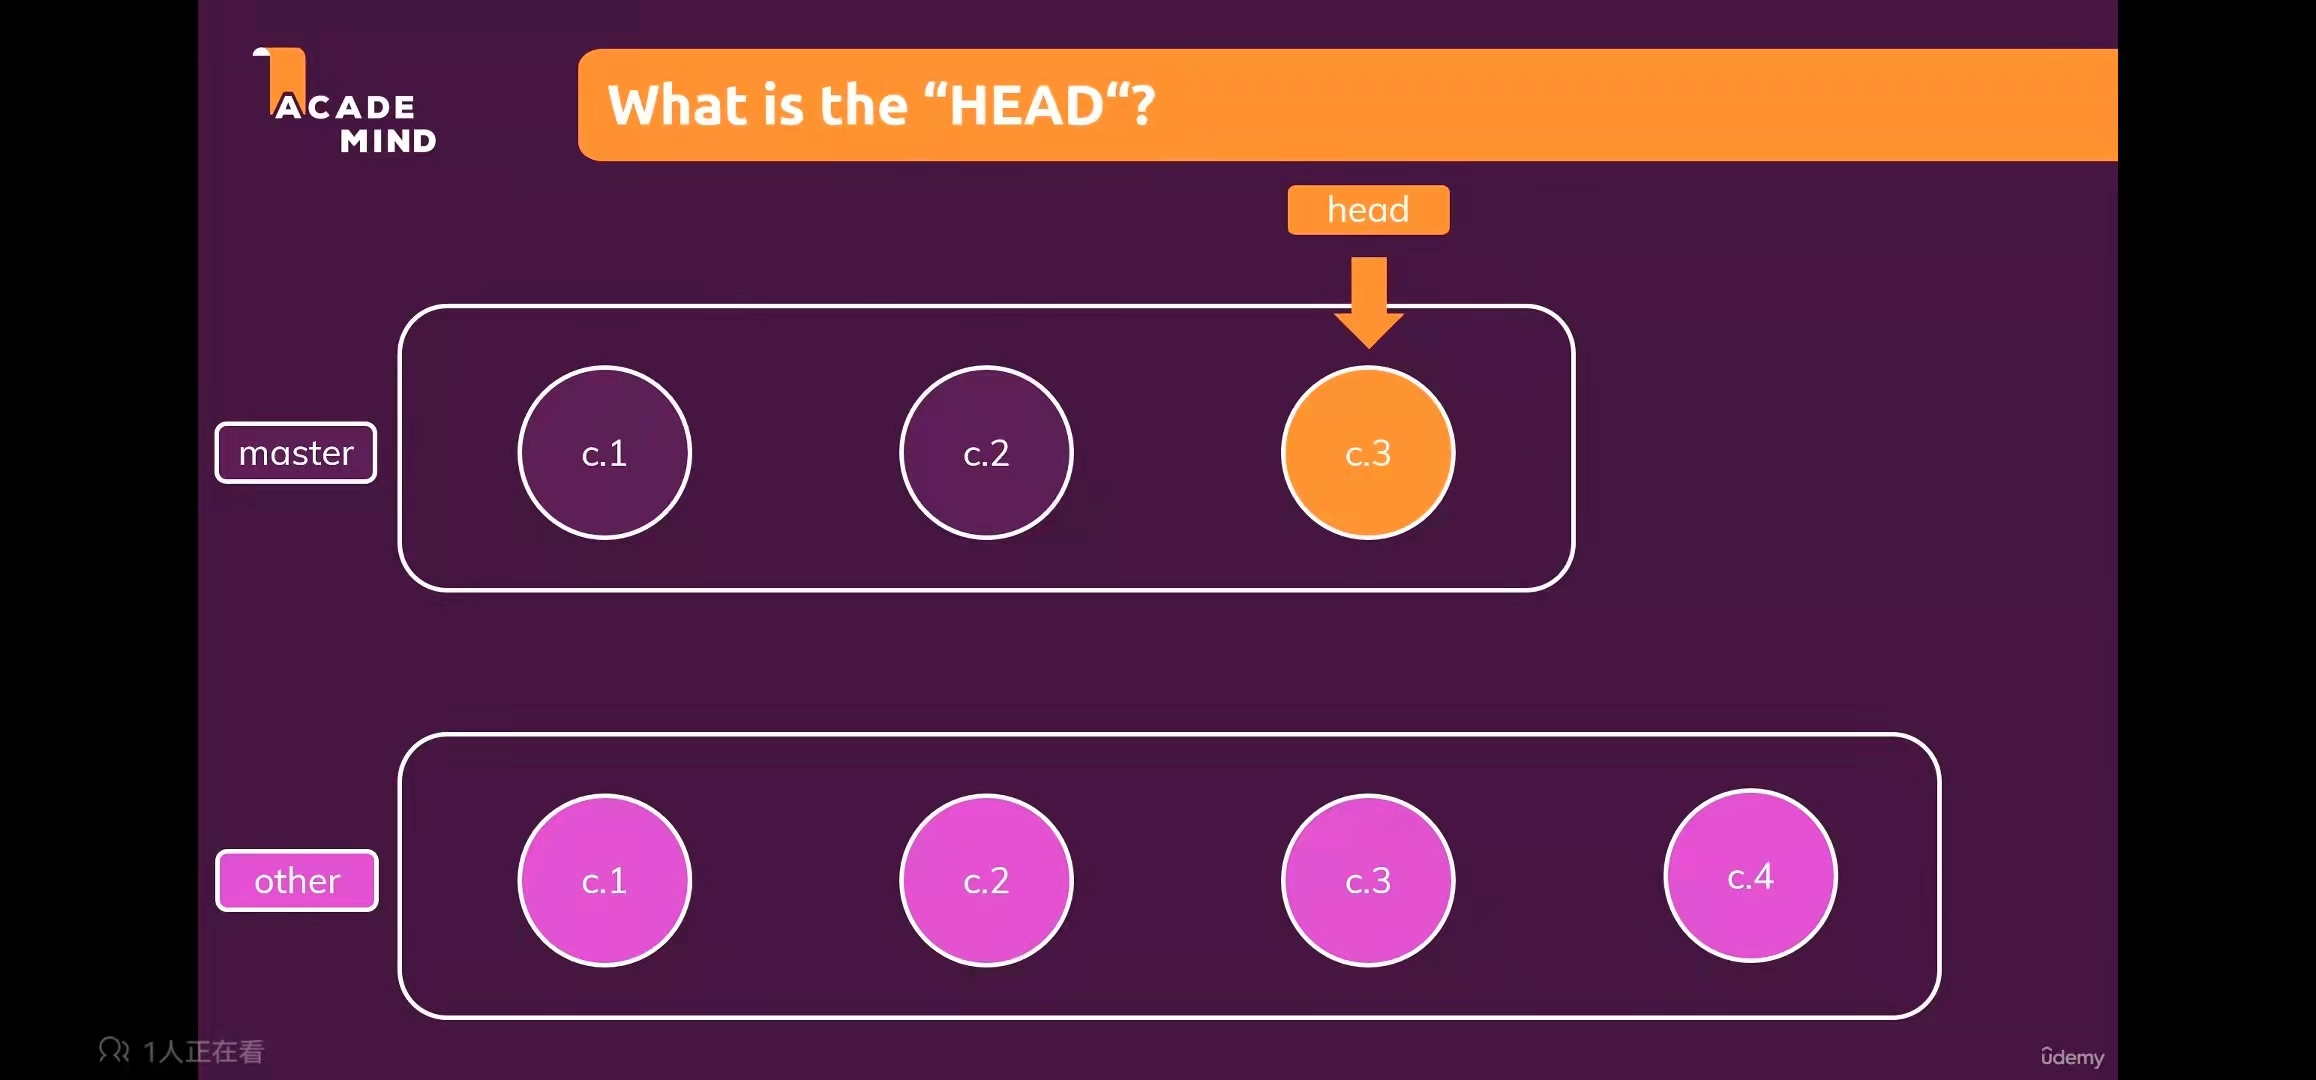 ACADE
MIND
What is the “HEAD“?
head
master
c.1
c.2
c.3
other
c.1
c.2
c.3
c.4
1人正在看
ûdemy